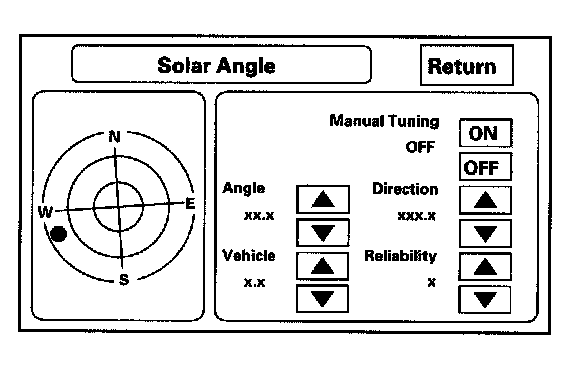 Solar Angle
Return
N
W
E
S
Manual Tuning
OFF
ON
OFF
Angle
xx.x
Direction
xxx.x
Vehicle
x.x
Reliability
x